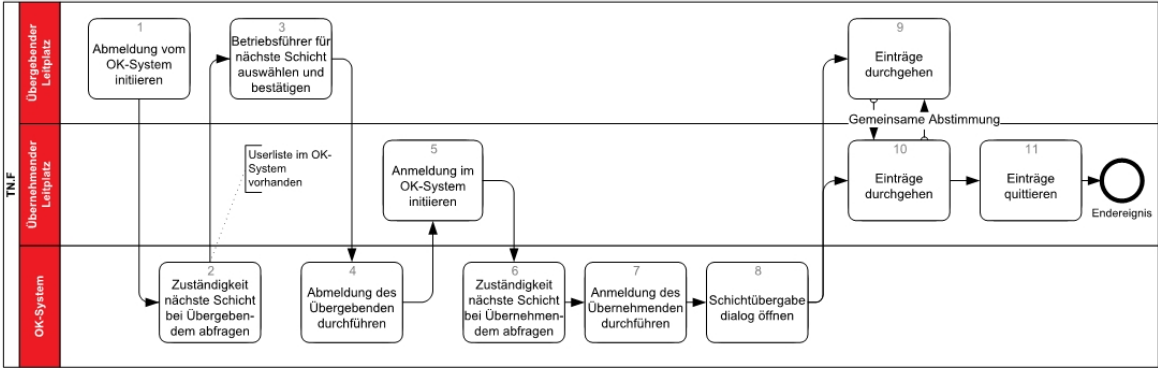 TN.F
Übergebender
Leitplatz
1
Abmeldung vom
OK-System
initiieren
3
Betriebsführer für
nächste Schicht
auswählen und
bestätigen
9
Einträge
durchgehen
Gemeinsame Abstimmung
Übernehmender
Leitplatz
Userliste im OK-
System
vorhanden
5
Anmeldung im
OK-System
initiieren
10
Einträge
durchgehen
11
Einträge
quittieren
Endereignis
OK-System
2
Zuständigkeit
nächste Schicht
bei Übergeben-
dem abfragen
4
Abmeldung des
Übergebenden
durchführen
6
Zuständigkeit
nächste Schicht
bei Übernehmen-
dem abfragen
7
Anmeldung des
Übernehmenden
durchführen
8
Schichtübergabe
dialog öffnen